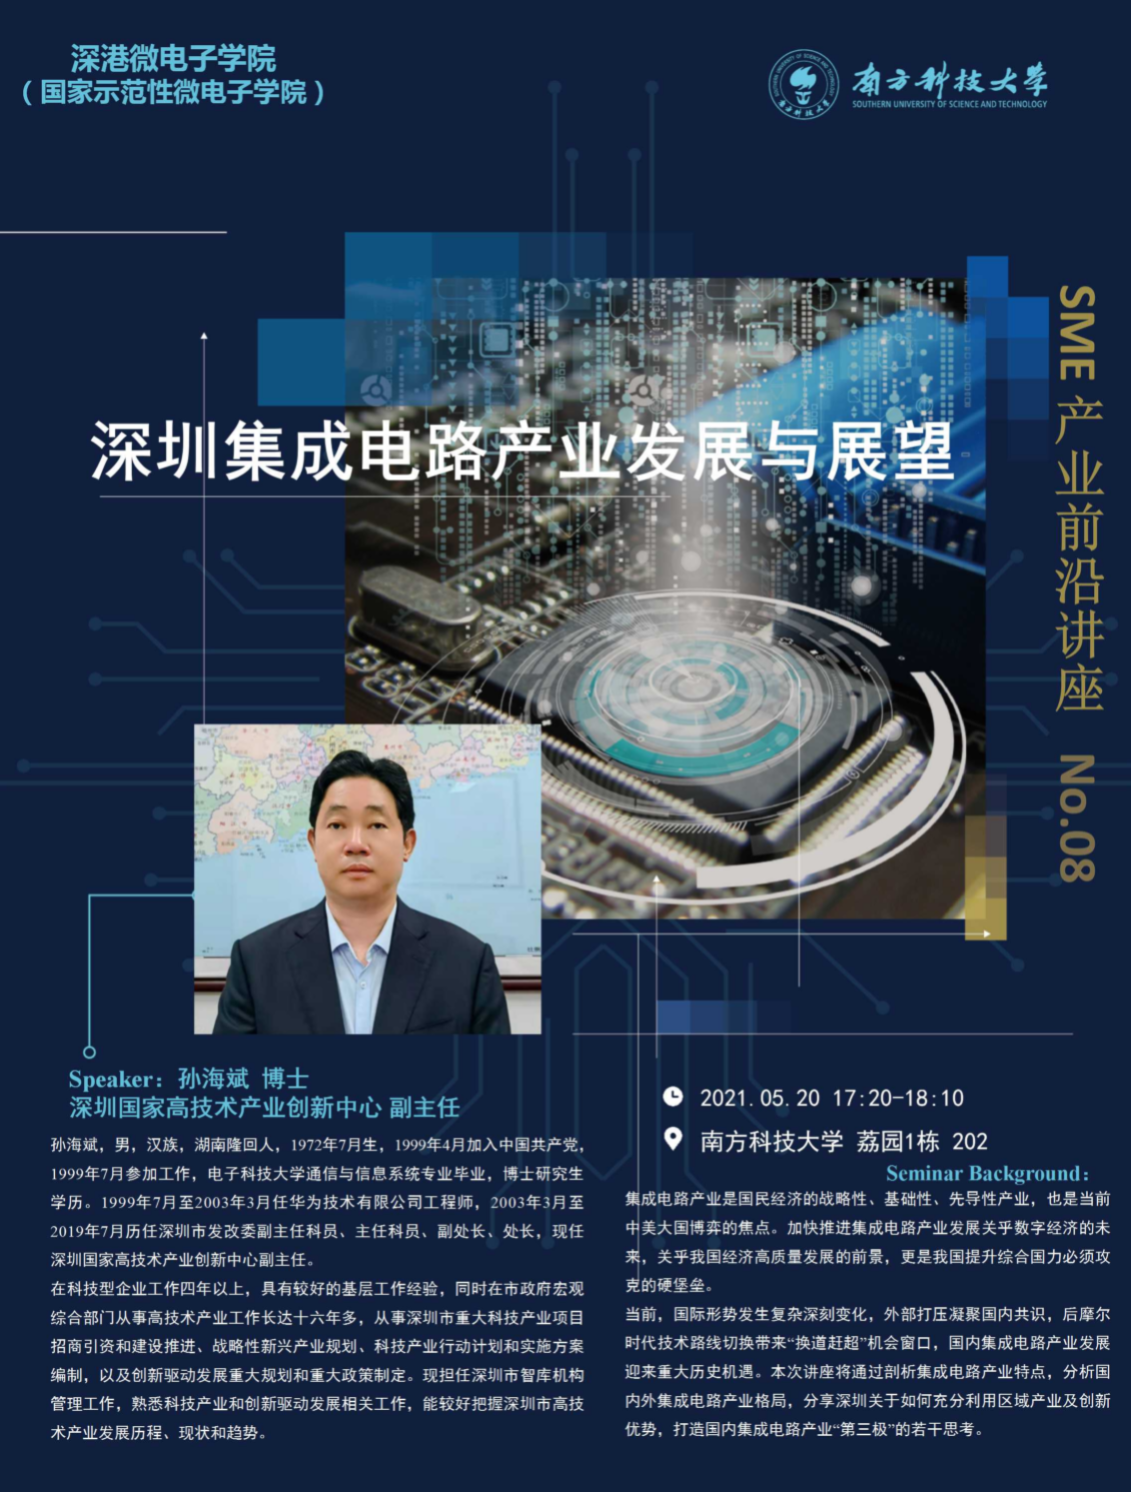 深港微电子学院
（国家示范性微电子学院）
南方科技大学
SOUTHERN UNIVERSITY OF SCIENCE AND TECHNOLOGY
SME 产业前沿讲座 No.08
深圳集成电路产业发展与展望
Speaker：孙海斌 博士
深圳国家高技术产业创新中心 副主任
孙海斌，男，汉族，湖南隆回人，1972年7月生，1999年4月加入中国共产党，
1999年7月参加工作，电子科技大学通信与信息系统专业毕业，博士研究生
学历。1999年7月至2003年3月任华为技术有限公司工程师，2003年3月至
2019年7月历任深圳市发改委副主任科员、主任科员、副处长、处长，现任
深圳国家高技术产业创新中心副主任。
在科技型企业工作四年以上，具有较好的基层工作经验，同时在市政府宏观
综合部门从事高技术产业工作长达十六年多，从事深圳市重大科技产业项目
招商引资和建设推进、战略性新兴产业规划、科技产业行动计划和实施方案
编制，以及创新驱动发展重大规划和重大政策制定。现担任深圳市智库机构
管理工作，熟悉科技产业和创新驱动发展相关工作，能较好把握深圳市高技
术产业发展历程、现状和趋势。
2021.05.20 17:20-18:10
南方科技大学 荔园1栋 202
Seminar Background：
集成电路产业是国民经济的战略性、基础性、先导性产业，也是当前
中美大国博弈的焦点。加快推进集成电路产业发展关乎数字经济的未
来，关乎我国经济高质量发展的前景，更是我国提升综合国力必须攻
克的硬堡垒。
当前，国际形势发生复杂深刻变化，外部打压凝聚国内共识，后摩尔
时代技术路线切换带来“换道赶超”机会窗口，国内集成电路产业发展
迎来重大历史机遇。本次讲座将通过剖析集成电路产业特点，分析国
内外集成电路产业格局，分享深圳关于如何充分利用区域产业及创新
优势，打造国内集成电路产业“第三极”的若干思考。